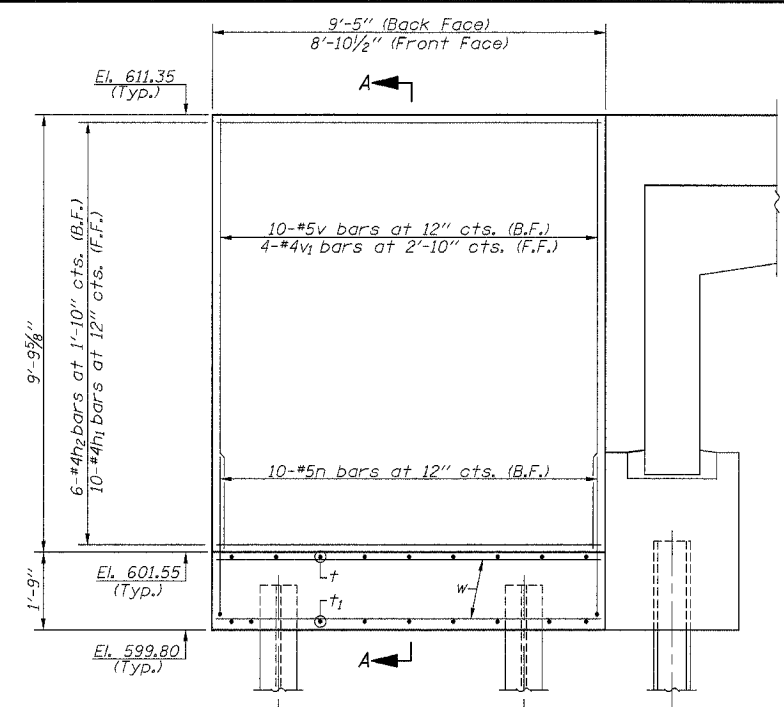 9'-5" (Back Face)
8'-10½" (Front Face)
El. 611.35
(Typ.)
A
10-#5v bars at 12" cts. (B.F.)
4-#4v₁ bars at 2'-10" cts. (F.F.)
9'-9⅝"
6-#4h₂ bars at 1'-10" cts. (B.F.)
10-#4h₁ bars at 12" cts. (F.F.)
10-#5n bars at 12" cts. (B.F.)
1'-9"
El. 601.55
(Typ.)
t
w
t₁
El. 599.80
(Typ.)
A